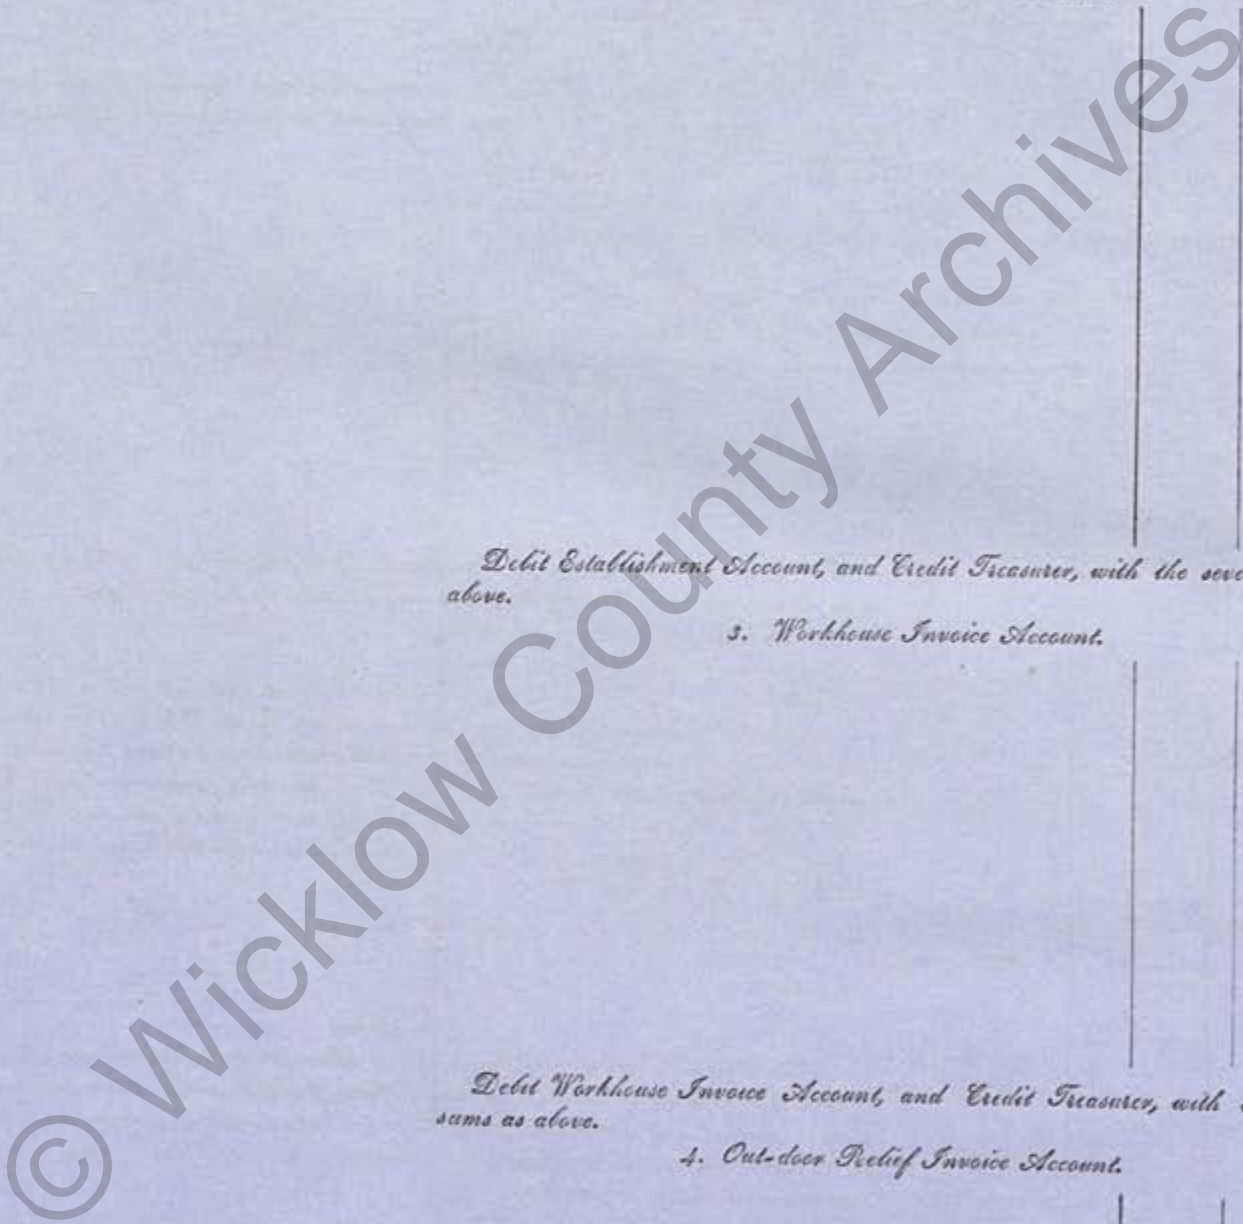 Debit Establishment Account, and Credit Treasurer, with the
above.
3. Workhouse Invoice Account.
Debit Workhouse Invoice Account, and Credit Treasurer, with
sums as above.
4. Out-door Relief Invoice Account.
© Wicklow County Archives